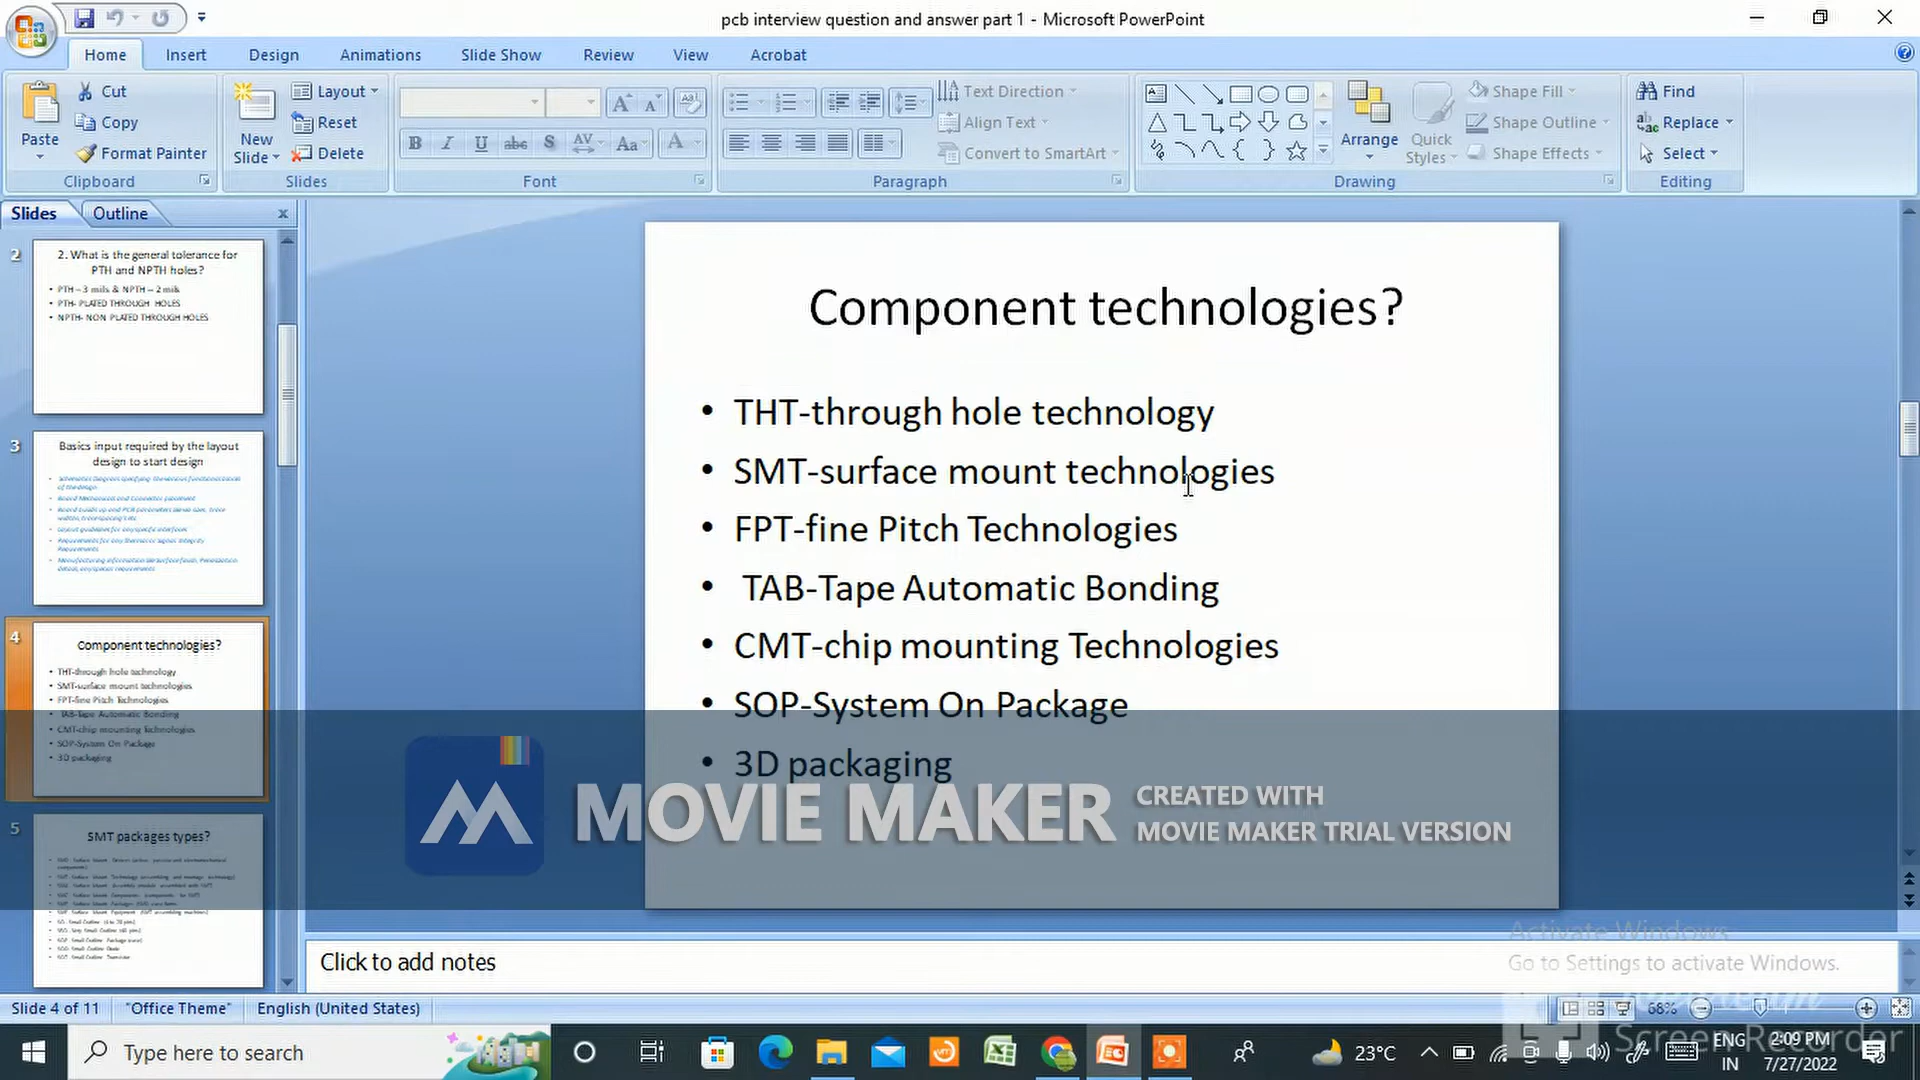 pcb interview question and answer part 1 - Microsoft PowerPoint
Home
Insert
Design
Animations
Slide Show
Review
View
Acrobat
Paste
Cut
Copy
Format Painter
Clipboard
New
Slide
Layout
Reset
Delete
Slides
B I U abc S AV Aa A
Font
Text Direction
Align Text
Convert to SmartArt
Paragraph
Arrange
Quick
Styles
Shape Fill
Shape Outline
Shape Effects
Drawing
Find
Replace
Select
Editing
Slides
Outline
2
2. What is the general tolerance for
PTH and NPTH holes?
• PTH – 3 mils & NPTH – 2 mils
• PTH- PLATED THROUGH HOLES
• NPTH- NON PLATED THROUGH HOLES
3
Basics input required by the layout
design to start design
4
Component technologies?
• THT-through hole technology
• SMT-surface mount technologies
• FPT-fine Pitch Technologies
• TAB-Tape Automatic Bonding
• CMT-chip mounting Technologies
• SOP-System On Package
• 3D packaging
5
SMT packages types?
Component technologies?
• THT-through hole technology
• SMT-surface mount technologies
• FPT-fine Pitch Technologies
• TAB-Tape Automatic Bonding
• CMT-chip mounting Technologies
• SOP-System On Package
• 3D packaging
MOVIE MAKER
CREATED WITH
MOVIE MAKER TRIAL VERSION
Click to add notes
Activate Windows
Go to Settings to activate Windows.
Slide 4 of 11
"Office Theme"
English (United States)
68%
Screen Recorder
Type here to search
23°C
ENG
IN
2:09 PM
7/27/2022